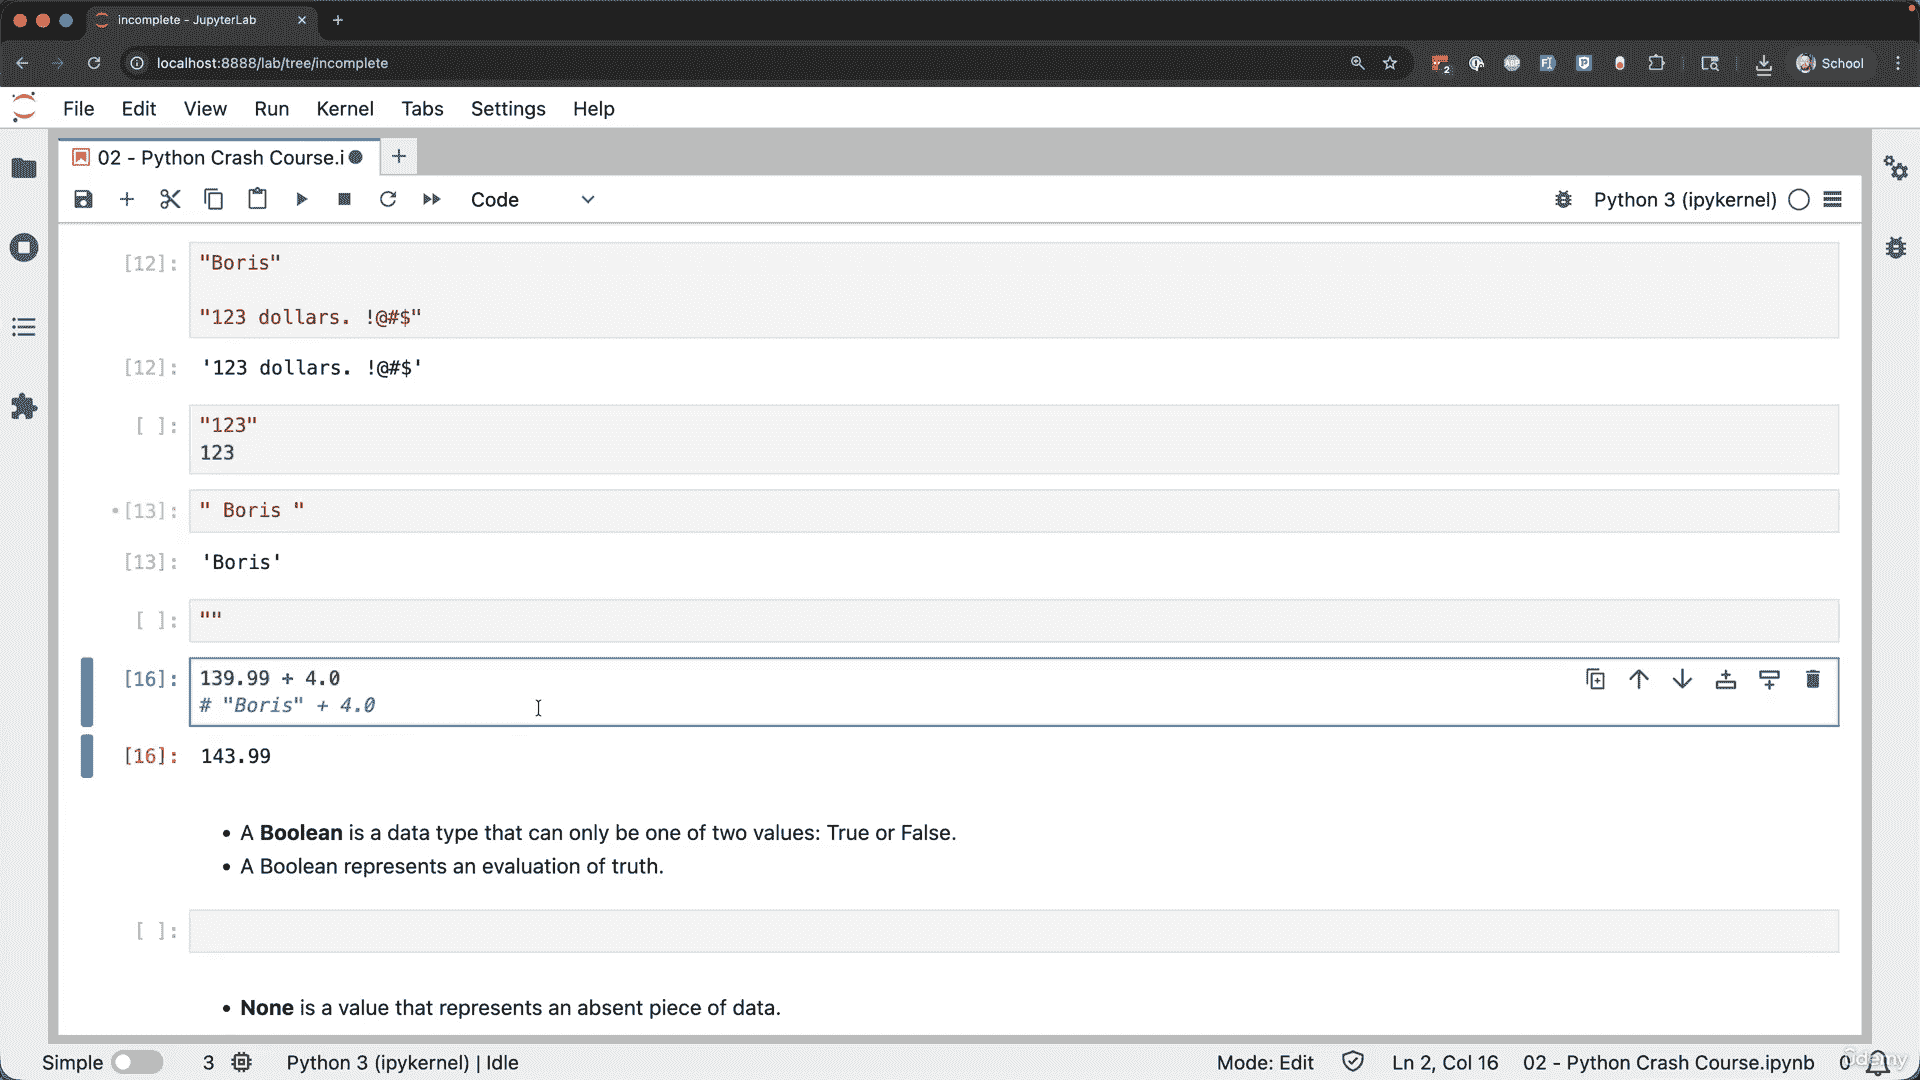 incomplete - JupyterLab
localhost:8888/lab/tree/incomplete
2
ABP
School
File Edit View Run Kernel Tabs Settings Help
02 - Python Crash Course.i
Code
Python 3 (ipykernel)
[12]: "Boris"
"123 dollars. !@#$"
[12]: '123 dollars. !@#$'
[ ]: "123"
123
[13]: " Boris "
[13]: 'Boris'
[ ]: ""
[16]: 139.99 + 4.0
# "Boris" + 4.0
[16]: 143.99
• A Boolean is a data type that can only be one of two values: True or False.
• A Boolean represents an evaluation of truth.
[ ]:
• None is a value that represents an absent piece of data.
Simple 3 Python 3 (ipykernel) | Idle Mode: Edit Ln 2, Col 16 02 - Python Crash Course.ipynb 0
Udemy